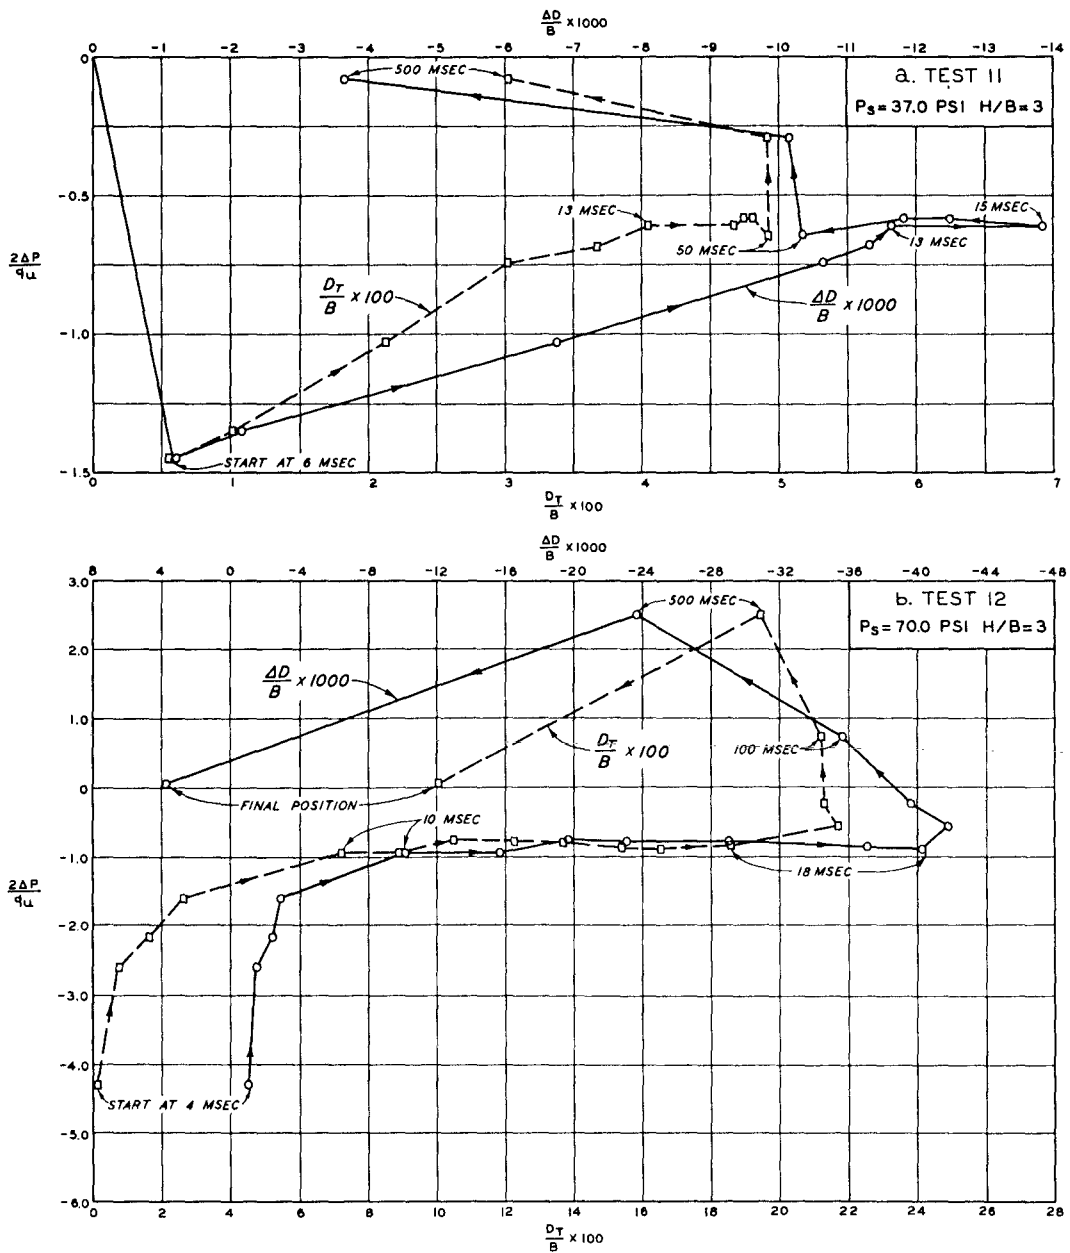 ΔD/B × 1000
0 -1 -2 -3 -4 -5 -6 -7 -8 -9 -10 -11 -12 -13 -14
a. TEST 11
Ps = 37.0 PSI H/B = 3
500 MSEC
0
-0.5
-1.0
-1.5
2ΔP/qu
13 MSEC
15 MSEC
13 MSEC
50 MSEC
DT/B × 100
ΔD/B × 1000
START AT 6 MSEC
0 1 2 3 4 5 6 7
DT/B × 100
ΔD/B × 1000
8 4 0 -4 -8 -12 -16 -20 -24 -28 -32 -36 -40 -44 -48
b. TEST 12
Ps = 70.0 PSI H/B = 3
500 MSEC
3.0
2.0
1.0
0
-1.0
-2.0
-3.0
-4.0
-5.0
-6.0
2ΔP/qu
ΔD/B × 1000
DT/B × 100
100 MSEC
FINAL POSITION
10 MSEC
18 MSEC
START AT 4 MSEC
0 2 4 6 8 10 12 14 16 18 20 22 24 26 28
DT/B × 100